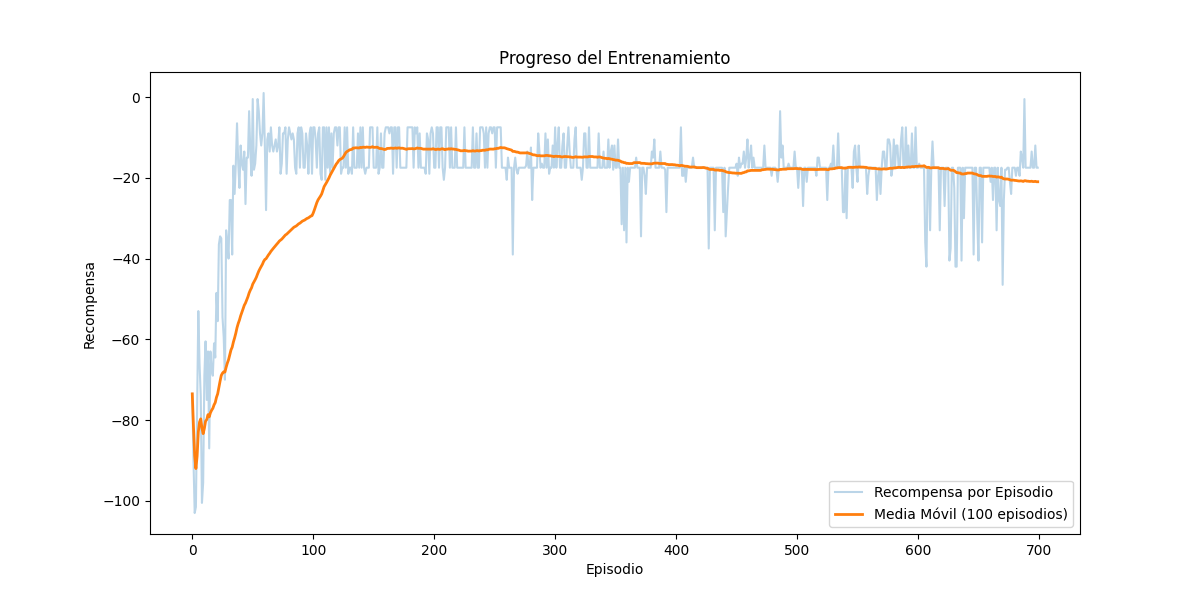 Progreso del Entrenamiento
Recompensa
0
−20
−40
−60
−80
−100
0 100 200 300 400 500 600 700
Episodio
Recompensa por Episodio
Media Móvil (100 episodios)